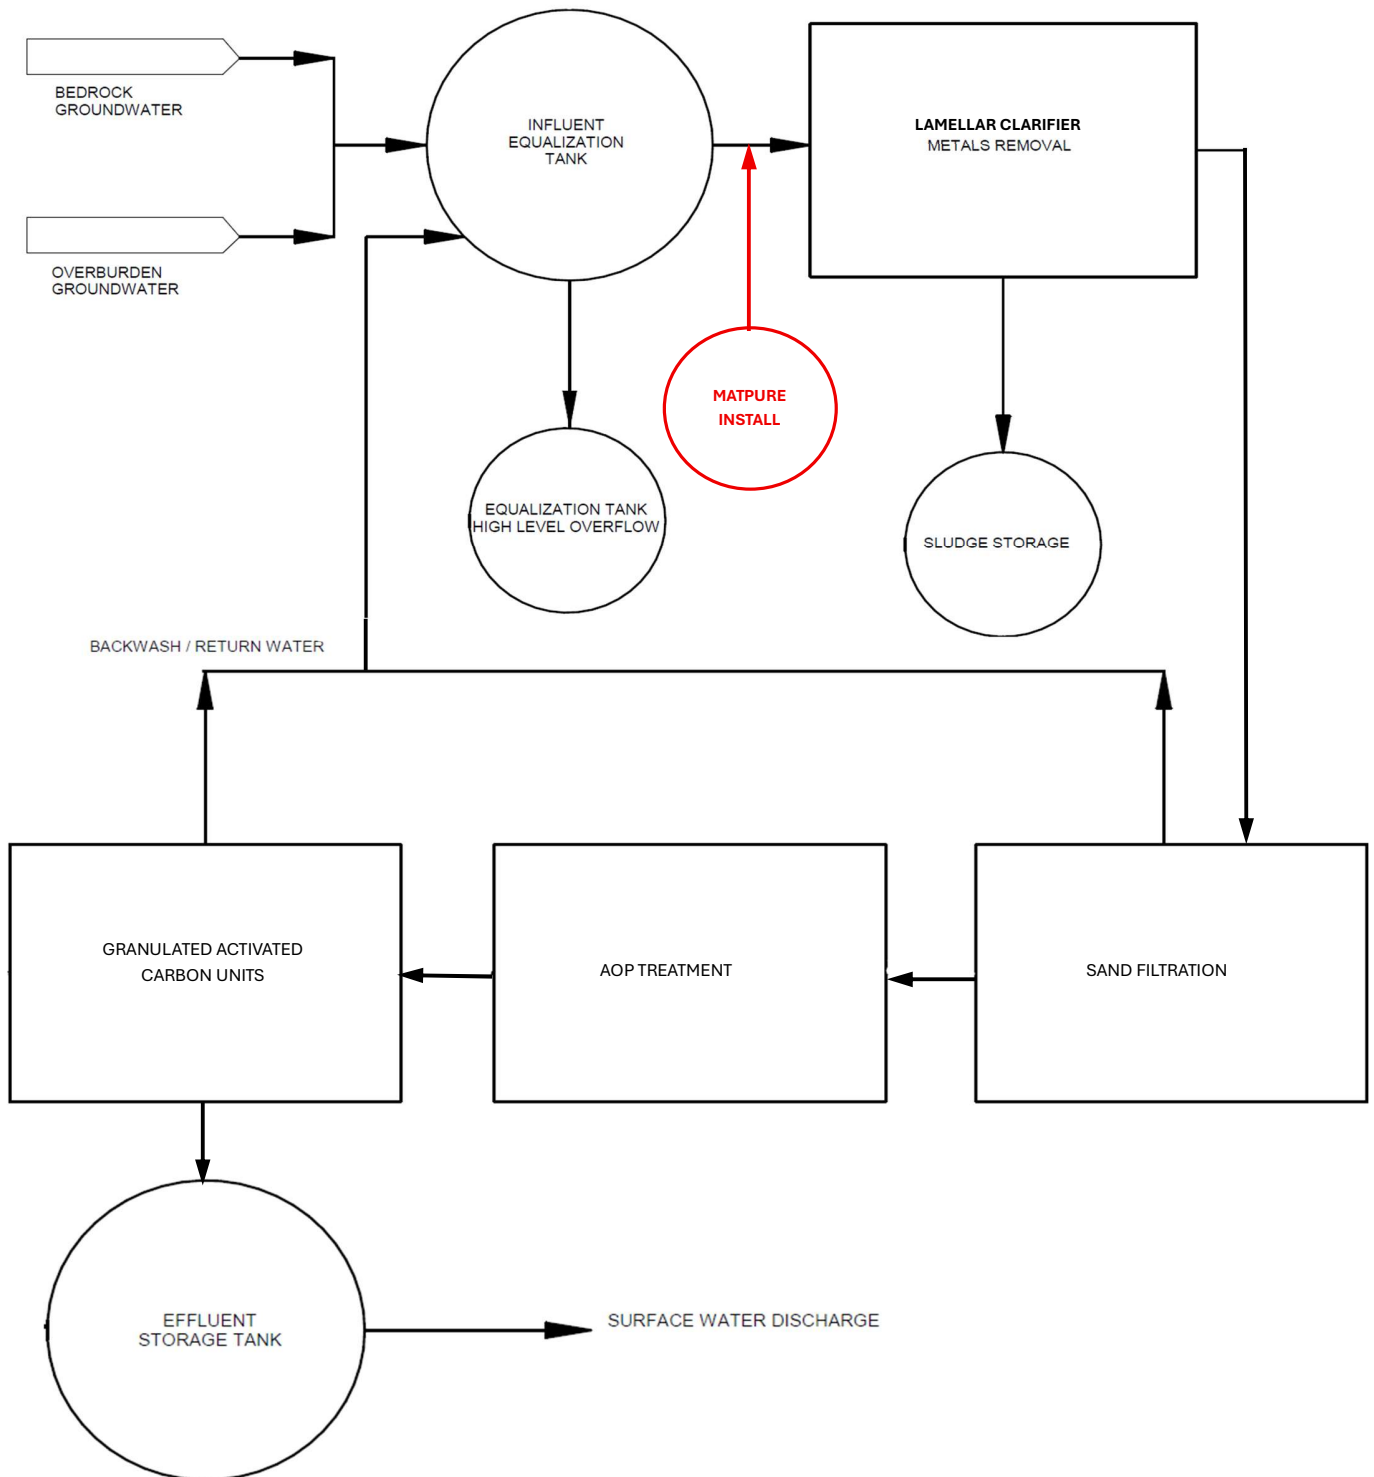 BEDROCK
GROUNDWATER
INFLUENT
EQUALIZATION
TANK
LAMELLAR CLARIFIER
METALS REMOVAL
OVERBURDEN
GROUNDWATER
MATPURE
INSTALL
EQUALIZATION TANK
HIGH LEVEL OVERFLOW
SLUDGE STORAGE
BACKWASH / RETURN WATER
GRANULATED ACTIVATED
CARBON UNITS
AOP TREATMENT
SAND FILTRATION
EFFLUENT
STORAGE TANK
SURFACE WATER DISCHARGE